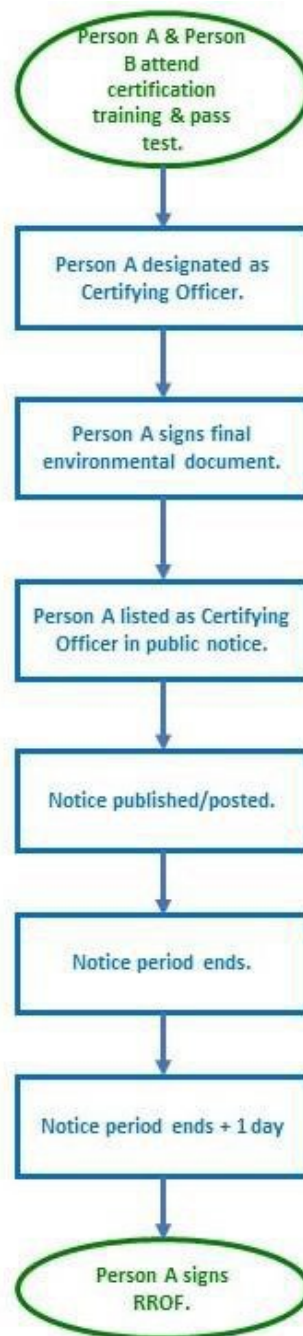 Person A & Person
B attend
certification
training & pass
test.
Person A designated as
Certifying Officer.
Person A signs final
environmental document.
Person A listed as Certifying
Officer in public notice.
Notice published/posted.
Notice period ends.
Notice period ends + 1 day
Person A signs
RROF.